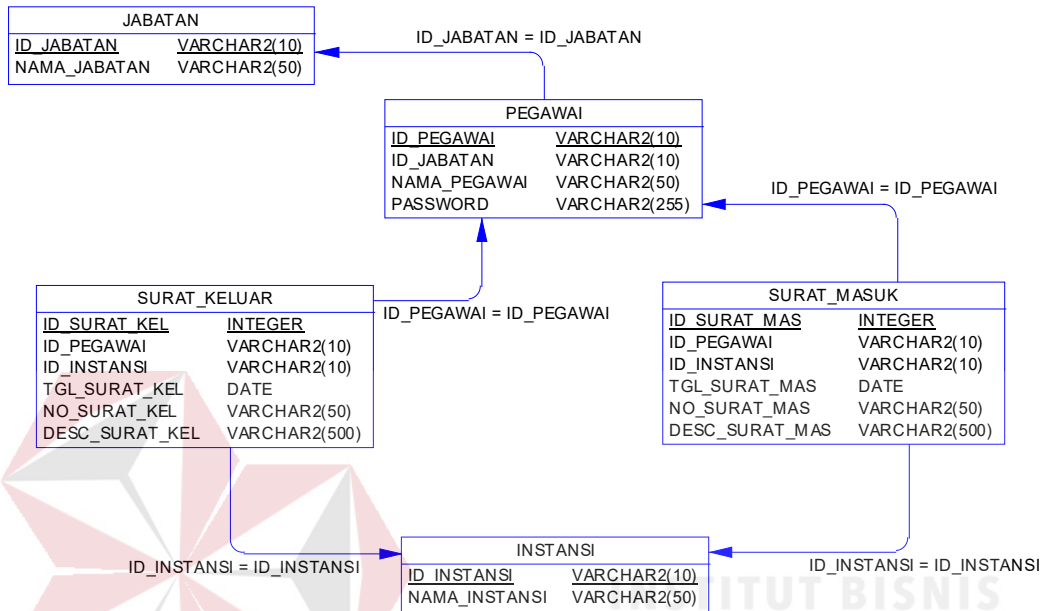 JABATAN
ID_JABATAN VARCHAR2(10)
NAMA_JABATAN VARCHAR2(50)
ID_JABATAN = ID_JABATAN
PEGAWAI
ID_PEGAWAI VARCHAR2(10)
ID_JABATAN VARCHAR2(10)
NAMA_PEGAWAI VARCHAR2(50)
PASSWORD VARCHAR2(255)
ID_PEGAWAI = ID_PEGAWAI
SURAT_KELUAR
ID_SURAT_KEL INTEGER
ID_PEGAWAI VARCHAR2(10)
ID_INSTANSI VARCHAR2(10)
TGL_SURAT_KEL DATE
NO_SURAT_KEL VARCHAR2(50)
DESC_SURAT_KEL VARCHAR2(500)
ID_PEGAWAI = ID_PEGAWAI
SURAT_MASUK
ID_SURAT_MAS INTEGER
ID_PEGAWAI VARCHAR2(10)
ID_INSTANSI VARCHAR2(10)
TGL_SURAT_MAS DATE
NO_SURAT_MAS VARCHAR2(50)
DESC_SURAT_MAS VARCHAR2(500)
ID_INSTANSI = ID_INSTANSI
INSTANSI
ID_INSTANSI VARCHAR2(10)
NAMA_INSTANSI VARCHAR2(50)
ID_INSTANSI = ID_INSTANSI
INSTITUT BISNIS